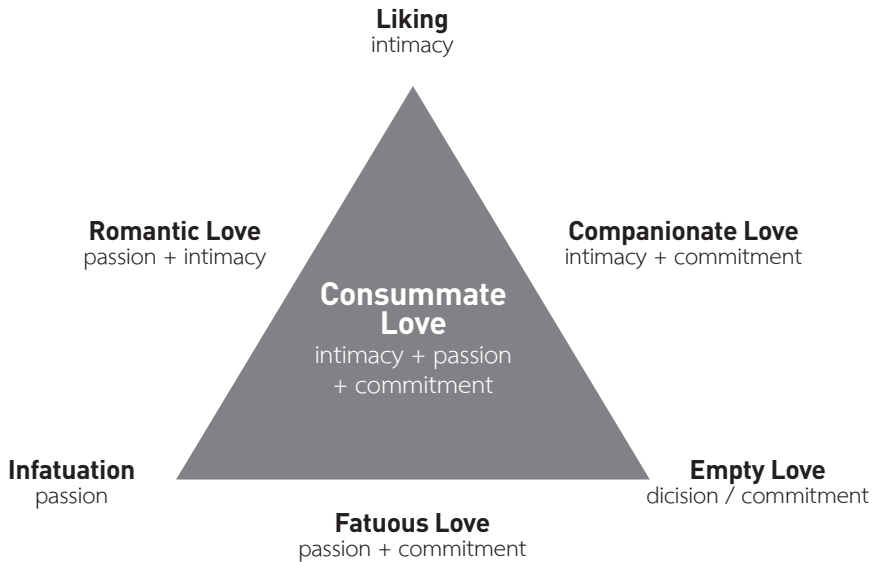 Liking
intimacy
Romantic Love
passion + intimacy
Companionate Love
intimacy + commitment
Consummate
Love
intimacy + passion
+ commitment
Infatuation
passion
Empty Love
dicision / commitment
Fatuous Love
passion + commitment